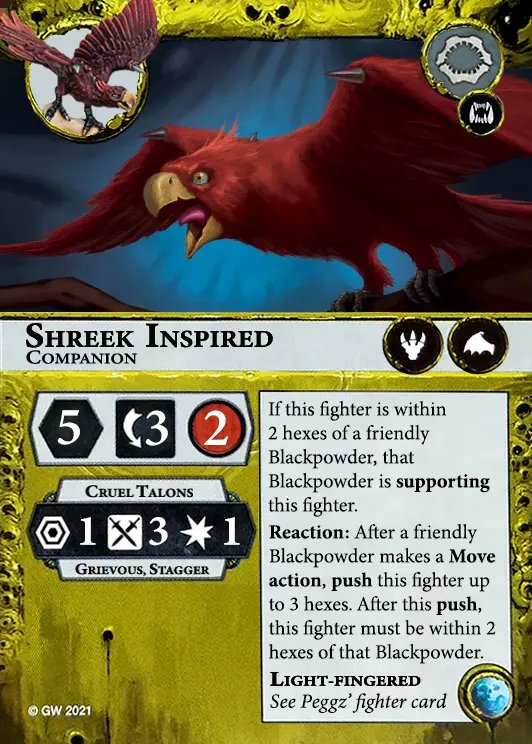 Shreek Inspired
Companion
5 3 2
Cruel Talons
1 3 1
Grievous, Stagger
If this fighter is within
2 hexes of a friendly
Blackpowder, that
Blackpowder is supporting
this fighter.
Reaction: After a friendly
Blackpowder makes a Move
action, push this fighter up
to 3 hexes. After this push,
this fighter must be within 2
hexes of that Blackpowder.
Light-fingered
See Peggz' fighter card
© GW 2021